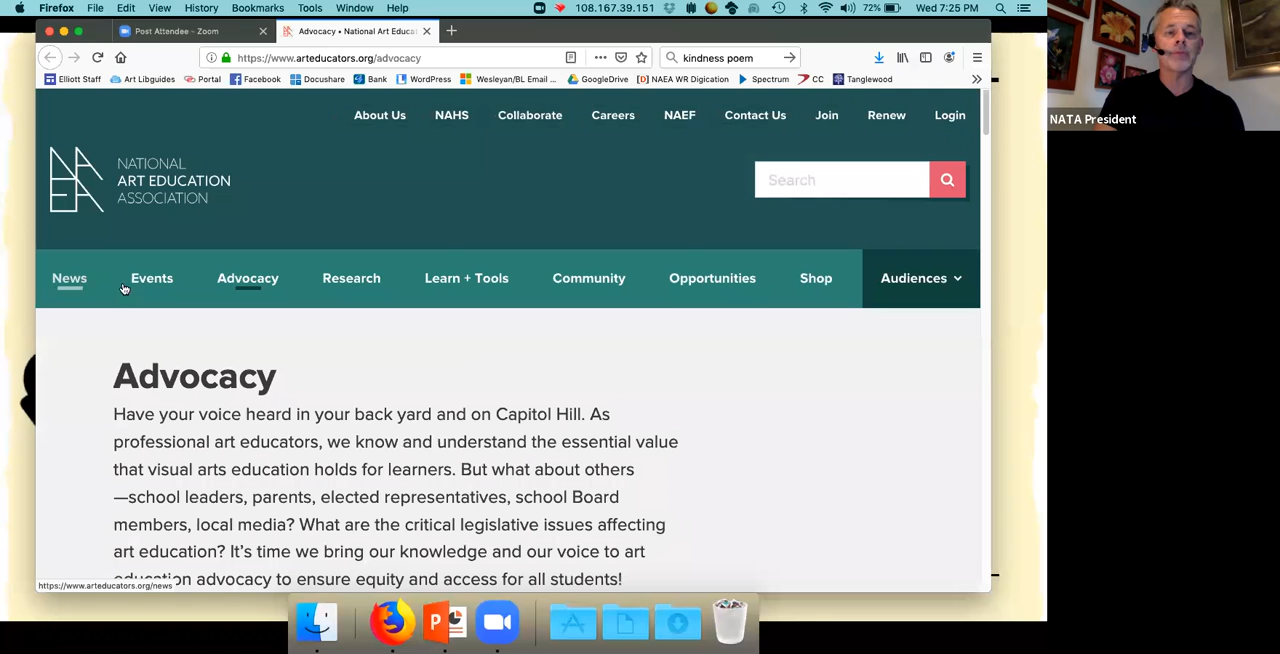 Firefox File Edit View History Bookmarks Tools Window Help 108.167.39.151 72% Wed 7:25 PM
Post Attendee - Zoom Advocacy • National Art Educa
https://www.arteducators.org/advocacy kindness poem
Elliott Staff Art Libguides Portal Facebook Docushare Bank WordPress Wesleyan/BL Email ... GoogleDrive [D] NAEA WR Digication Spectrum CC Tanglewood
About Us NAHS Collaborate Careers NAEF Contact Us Join Renew Login
NATA President
NAEA
NATIONAL
ART EDUCATION
ASSOCIATION
Search
News Events Advocacy Research Learn + Tools Community Opportunities Shop Audiences
Advocacy
Have your voice heard in your back yard and on Capitol Hill. As
professional art educators, we know and understand the essential value
that visual arts education holds for learners. But what about others
—school leaders, parents, elected representatives, school Board
members, local media? What are the critical legislative issues affecting
art education? It's time we bring our knowledge and our voice to art
education advocacy to ensure equity and access for all students!
https://www.arteducators.org/news